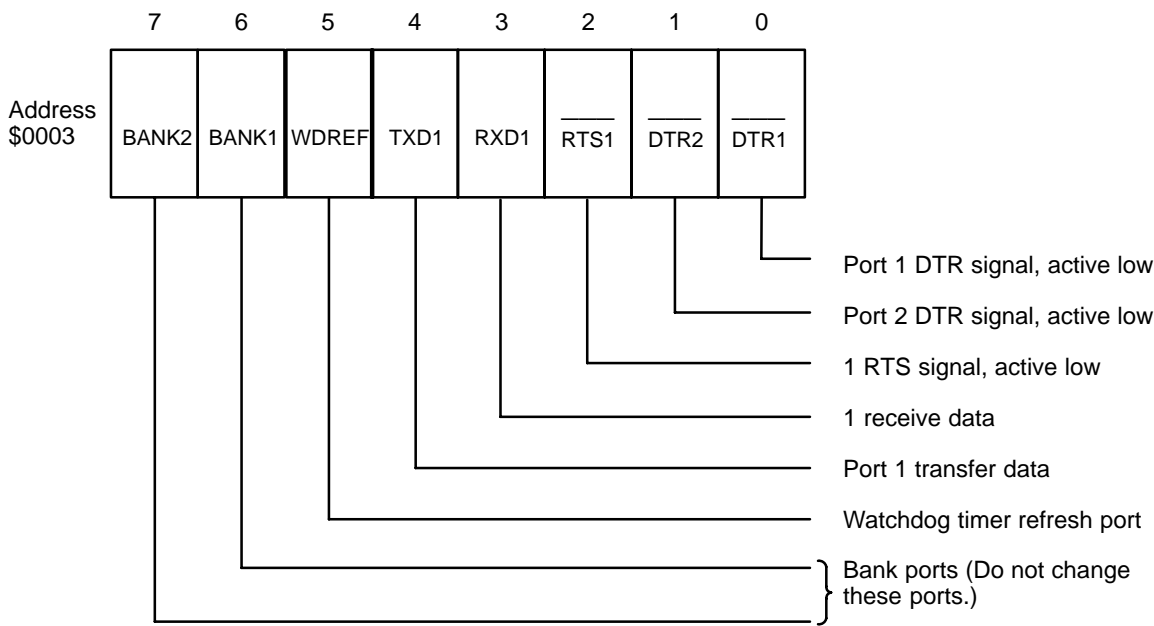 7 6 5 4 3 2 1 0
Address
$0003
BANK2 BANK1 WDREF TXD1 RXD1 RTS1 DTR2 DTR1
Port 1 DTR signal, active low
Port 2 DTR signal, active low
1 RTS signal, active low
1 receive data
Port 1 transfer data
Watchdog timer refresh port
Bank ports (Do not change
these ports.)